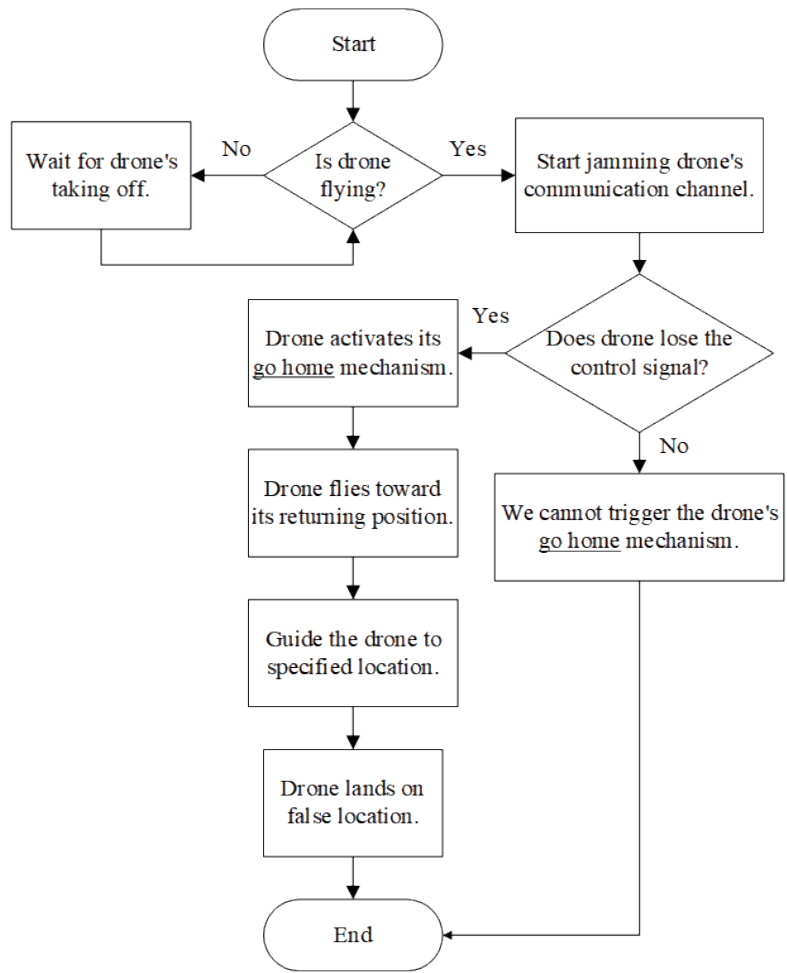 Start
No
Yes
Wait for drone's
taking off.
Is drone
flying?
Start jamming drone's
communication channel.
Yes
Drone activates its
go home mechanism.
Does drone lose the
control signal?
No
Drone flies toward
its returning position.
We cannot trigger the drone's
go home mechanism.
Guide the drone to
specified location.
Drone lands on
false location.
End